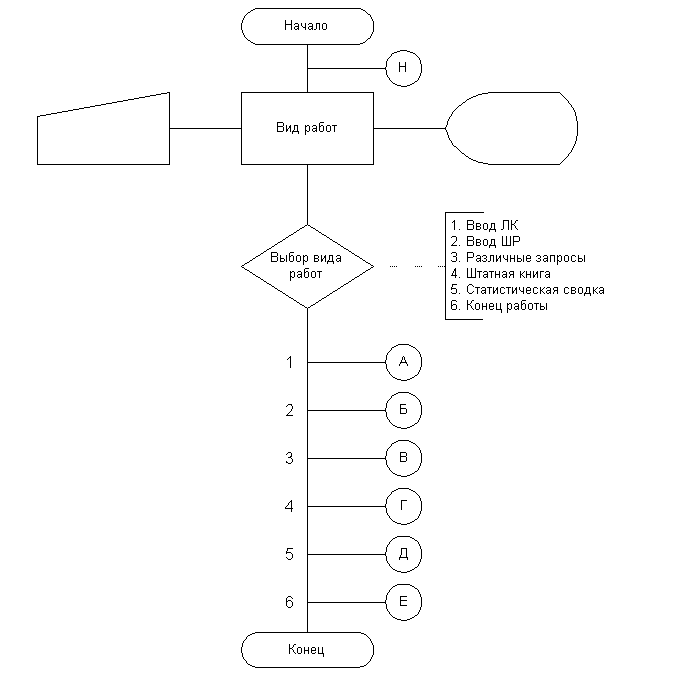 Начало
Н
Вид работ
Выбор вида
работ
1. Ввод ЛК
2. Ввод ШР
3. Различные запросы
4. Штатная книга
5. Статистическая сводка
6. Конец работы
1 А
2 Б
3 В
4 Г
5 Д
6 Е
Конец